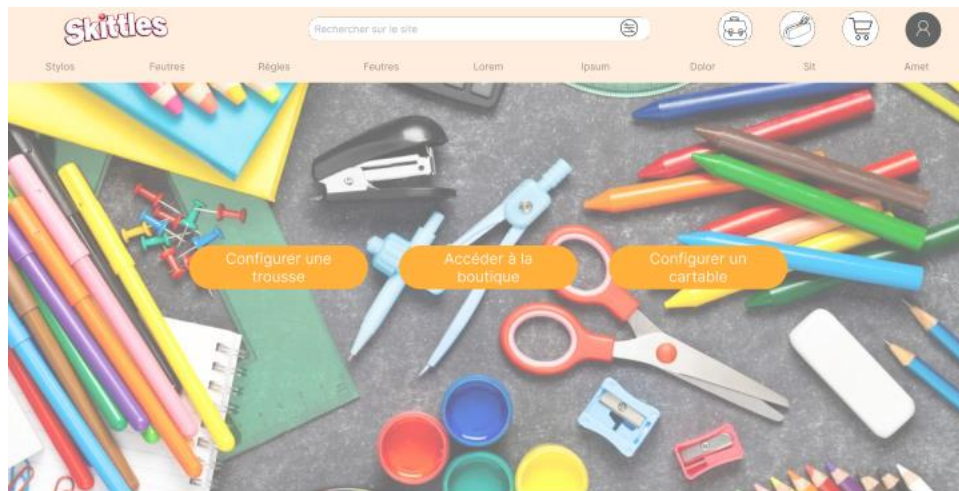 Skittles
Rechercher sur le site
Stylos Feutres Règles Feutres Lorem Ipsum Dolor Sit Amet
Configurer une
trousse
Accéder à la
boutique
Configurer un
cartable